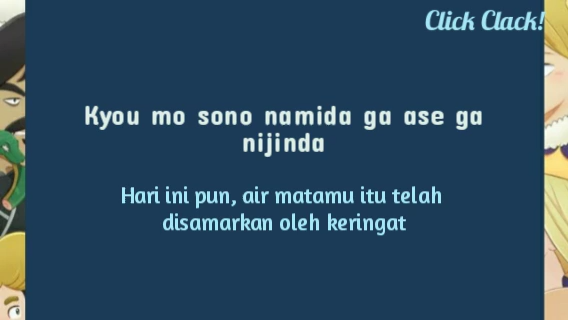 Click Clack!
Kyou mo sono namida ga ase ga
nijinda
Hari ini pun, air matamu itu telah
disamarkan oleh keringat